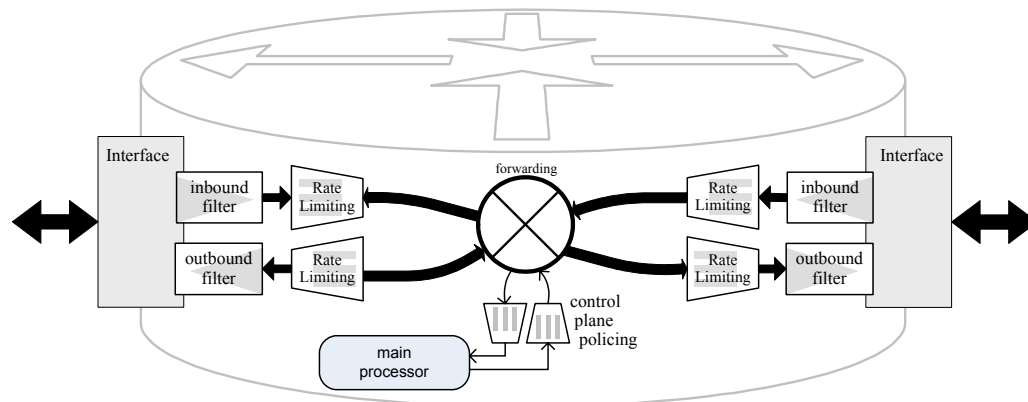 forwarding
Interface
Interface
inbound
filter
Rate
Limiting
Rate
Limiting
inbound
filter
outbound
filter
Rate
Limiting
Rate
Limiting
outbound
filter
control
plane
policing
main
processor